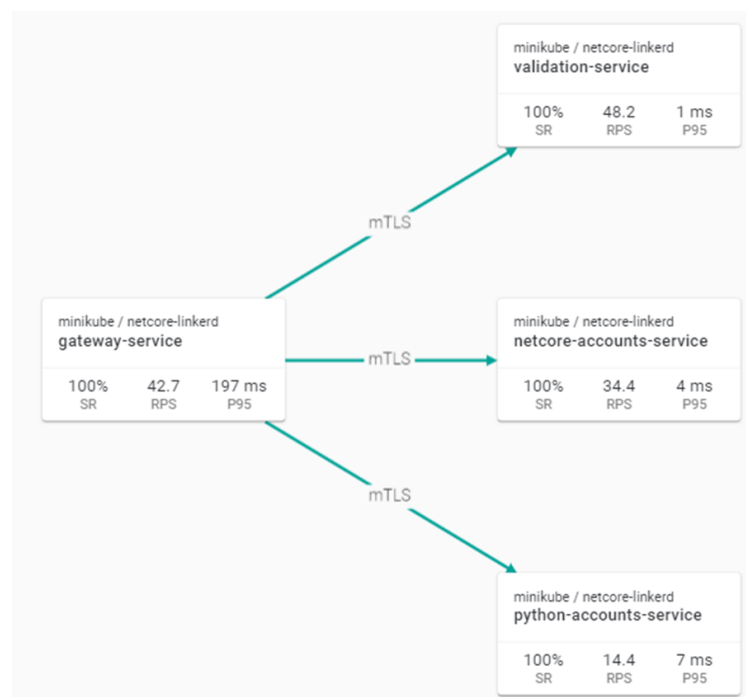 minikube / netcore-linkerd
validation-service
100% 48.2 1 ms
SR RPS P95
mTLS
minikube / netcore-linkerd
gateway-service
100% 42.7 197 ms
SR RPS P95
mTLS
minikube / netcore-linkerd
netcore-accounts-service
100% 34.4 4 ms
SR RPS P95
mTLS
minikube / netcore-linkerd
python-accounts-service
100% 14.4 7 ms
SR RPS P95